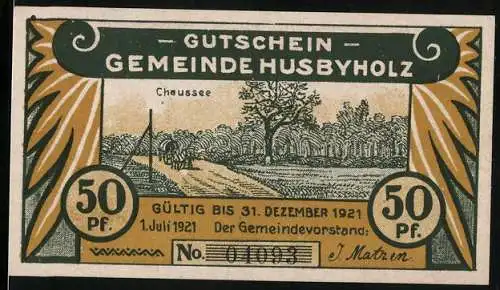 GUTSCHEIN
GEMEINDE HUSBYHOLZ
Chaussee
50 Pf.
50 Pf.
GÜLTIG BIS 31. DEZEMBER 1921
1. Juli 1921 Der Gemeindevorstand:
No. 04093 J. Matzen